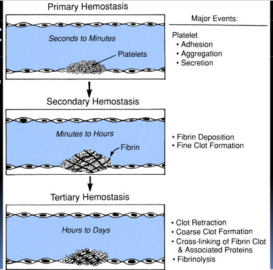 Primary Hemostasis
Major Events:
Seconds to Minutes
Platelets
Platelet
• Adhesion
• Aggregation
• Secretion
Secondary Hemostasis
Minutes to Hours
Fibrin
• Fibrin Deposition
• Fine Clot Formation
Tertiary Hemostasis
Hours to Days
• Clot Retraction
• Coarse Clot Formation
• Cross-linking of Fibrin Clot
& Associated Proteins
• Fibrinolysis